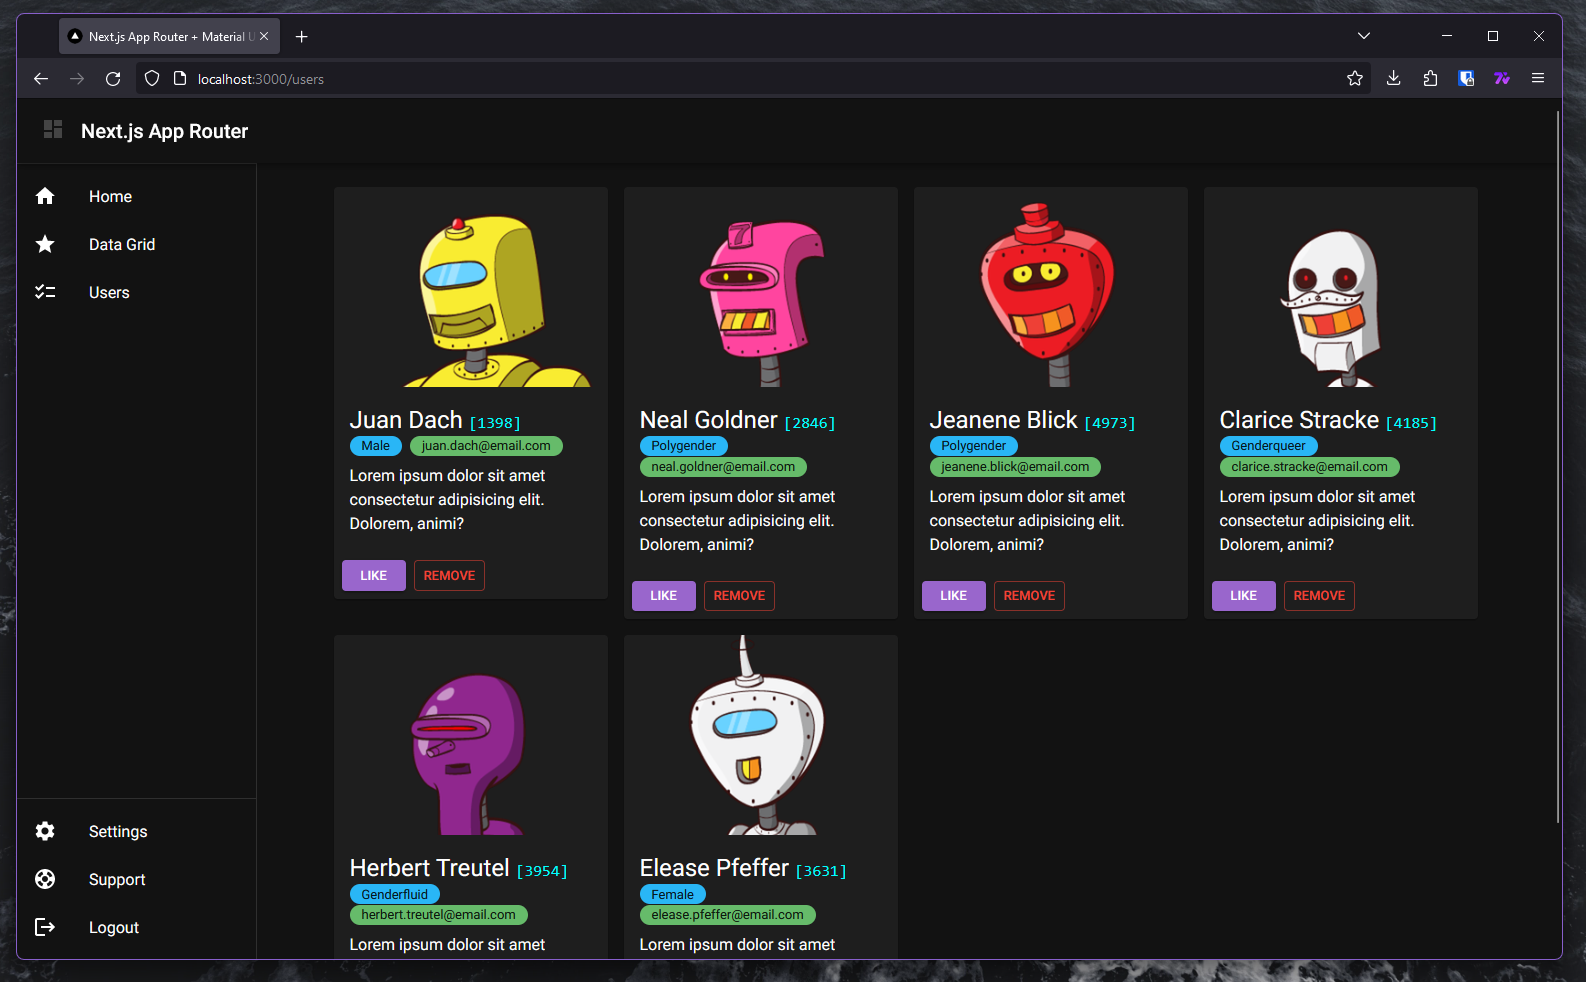 Next.js App Router + Material U
localhost:3000/users
Next.js App Router
Home
Data Grid
Users
Settings
Support
Logout
7
Juan Dach [1398]
Male juan.dach@email.com
Lorem ipsum dolor sit amet
consectetur adipisicing elit.
Dolorem, animi?
LIKE REMOVE
Neal Goldner [2846]
Polygender
neal.goldner@email.com
Lorem ipsum dolor sit amet
consectetur adipisicing elit.
Dolorem, animi?
LIKE REMOVE
Jeanene Blick [4973]
Polygender
jeanene.blick@email.com
Lorem ipsum dolor sit amet
consectetur adipisicing elit.
Dolorem, animi?
LIKE REMOVE
Clarice Stracke [4185]
Genderqueer
clarice.stracke@email.com
Lorem ipsum dolor sit amet
consectetur adipisicing elit.
Dolorem, animi?
LIKE REMOVE
Herbert Treutel [3954]
Genderfluid
herbert.treutel@email.com
Lorem ipsum dolor sit amet
Elease Pfeffer [3631]
Female
elease.pfeffer@email.com
Lorem ipsum dolor sit amet